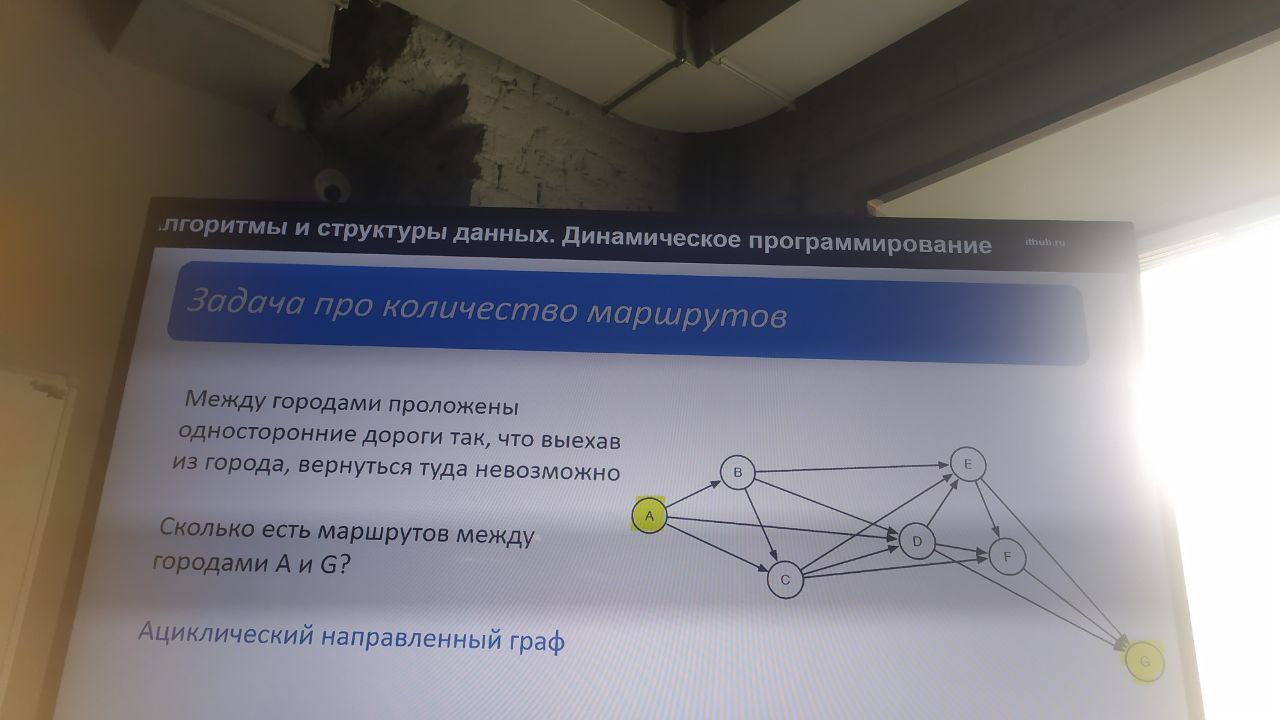 лгоритмы и структуры данных. Динамическое программирование
ithub.ru
Задача про количество маршрутов
Между городами проложены
односторонние дороги так, что выехав
из города, вернуться туда невозможно
Сколько есть маршрутов между
городами А и G?
Ациклический направленный граф
A
B
C
D
E
F
G